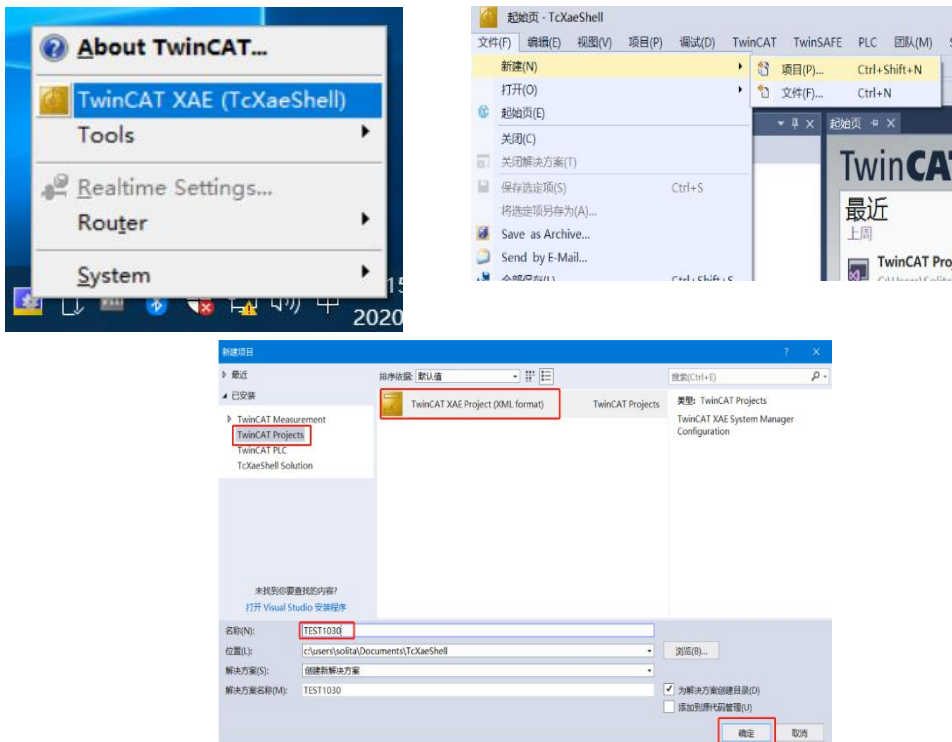 About TwinCAT...
TwinCAT XAE (TcXaeShell)
Tools
Realtime Settings...
Router
System
中
2020
起始页 - TcXaeShell
文件(F) 编辑(E) 视图(V) 项目(P) 调试(D) TwinCAT TwinSAFE PLC 团队(M)
新建(N)
项目(P)... Ctrl+Shift+N
打开(O)
文件(F)... Ctrl+N
起始页(E)
起始页
关闭(C)
关闭解决方案(T)
TwinCA
保存选定项(S) Ctrl+S
最近
将选定项另存为(A)...
上周
Save as Archive...
Send by E-Mail...
TwinCAT Pro
全部保存(L) Ctrl+Shift+S
新建项目
最近
排序依据: 默认值
搜索(Ctrl+E)
已安装
TwinCAT XAE Project (XML format) TwinCAT Projects
类型: TwinCAT Projects
TwinCAT XAE System Manager
Configuration
TwinCAT Measurement
TwinCAT Projects
TwinCAT PLC
TcXaeShell Solution
未找到你要查找的内容?
打开 Visual Studio 安装程序
名称(N): TEST1030
位置(L): c:\users\solita\Documents\TcXaeShell 浏览(B)...
解决方案(S): 创建新解决方案
解决方案名称(M): TEST1030
为解决方案创建目录(D)
添加到源代码管理(U)
确定 取消